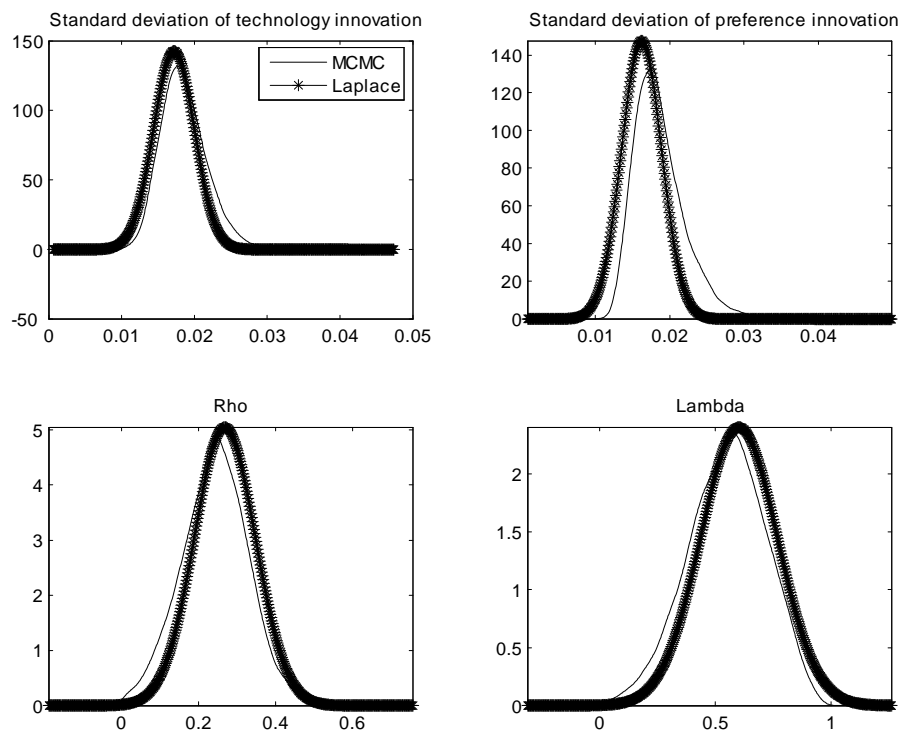 Standard deviation of technology innovation
Standard deviation of preference innovation
150
100
50
0
-50
0 0.01 0.02 0.03 0.04 0.05
MCMC
Laplace
140
120
100
80
60
40
20
0
0.01 0.02 0.03 0.04
Rho
Lambda
5
4
3
2
1
0
0 0.2 0.4 0.6
2
1.5
1
0.5
0
0 0.5 1